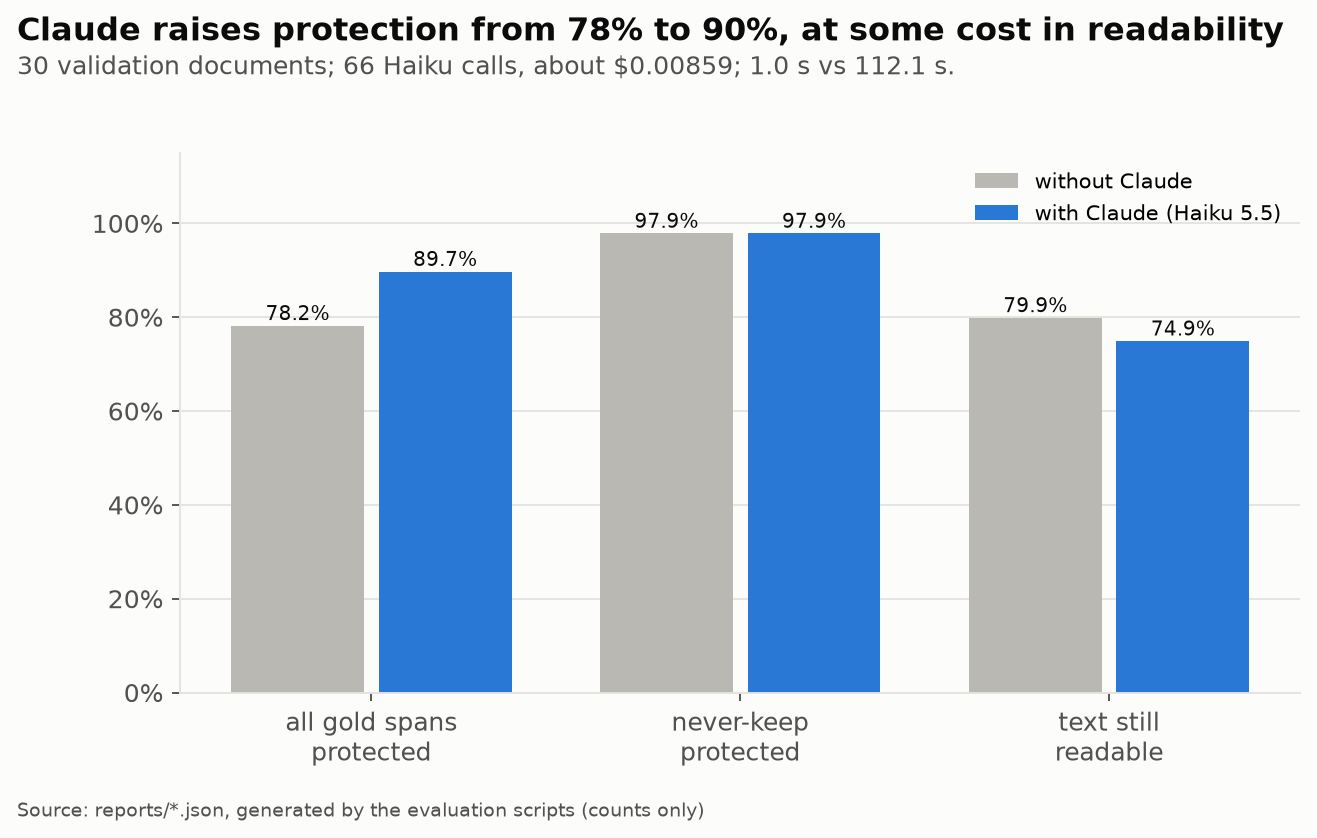 Claude raises protection from 78% to 90%, at some cost in readability
30 validation documents; 66 Haiku calls, about $0.00859; 1.0 s vs 112.1 s.
without Claude
with Claude (Haiku 5.5)
100%
80%
60%
40%
20%
0%
78.2%
89.7%
97.9%
97.9%
79.9%
74.9%
all gold spans
protected
never-keep
protected
text still
readable
Source: reports/*.json, generated by the evaluation scripts (counts only)